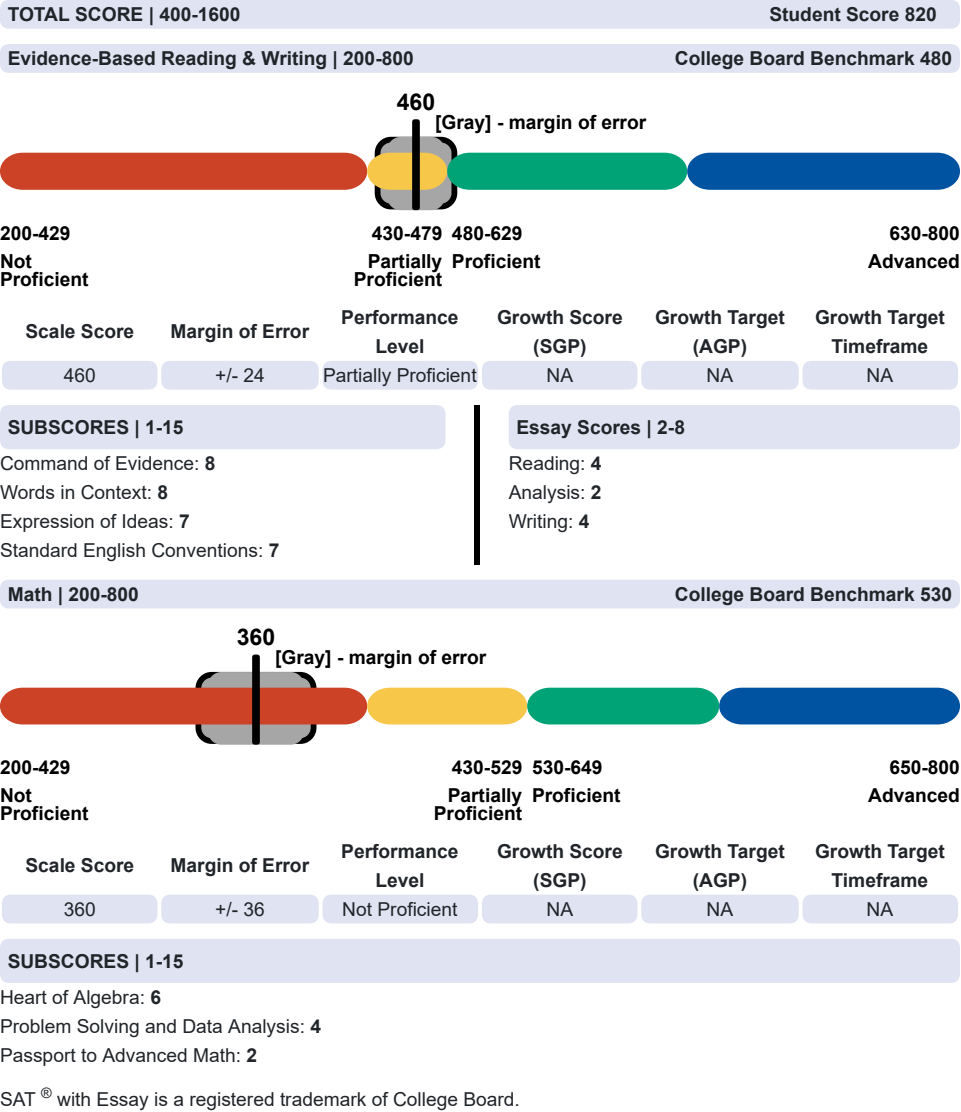 TOTAL SCORE | 400-1600 Student Score 820
Evidence-Based Reading & Writing | 200-800 College Board Benchmark 480
460
[Gray] - margin of error
200-429 430-479 480-629 630-800
Not Partially Proficient Advanced
Proficient Proficient
Scale Score Margin of Error Performance Level Growth Score (SGP) Growth Target (AGP) Growth Target Timeframe
460 +/- 24 Partially Proficient NA NA NA
SUBSCORES | 1-15
Command of Evidence: 8
Words in Context: 8
Expression of Ideas: 7
Standard English Conventions: 7
Essay Scores | 2-8
Reading: 4
Analysis: 2
Writing: 4
Math | 200-800 College Board Benchmark 530
360
[Gray] - margin of error
200-429 430-529 530-649 650-800
Not Partially Proficient Advanced
Proficient Proficient
Scale Score Margin of Error Performance Level Growth Score (SGP) Growth Target (AGP) Growth Target Timeframe
360 +/- 36 Not Proficient NA NA NA
SUBSCORES | 1-15
Heart of Algebra: 6
Problem Solving and Data Analysis: 4
Passport to Advanced Math: 2
SAT ® with Essay is a registered trademark of College Board.